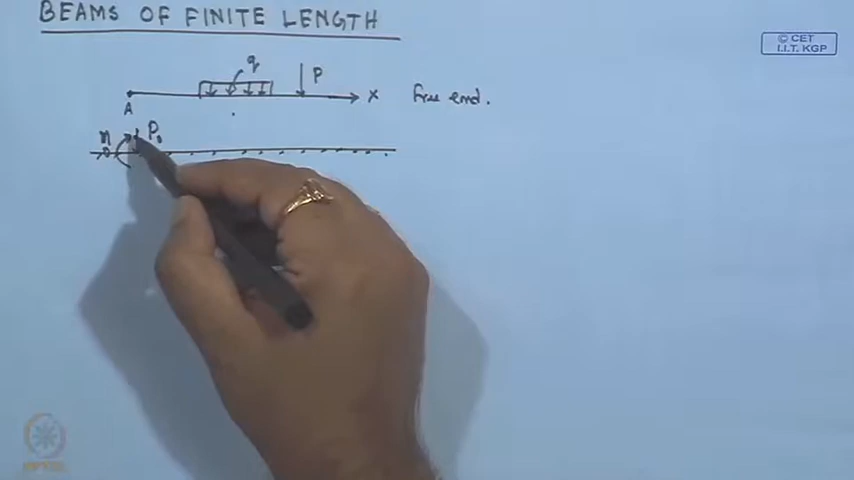 BEAMS OF FINITE LENGTH
© CET
I.I.T. KGP
q
P
A
X
free end.
P₀